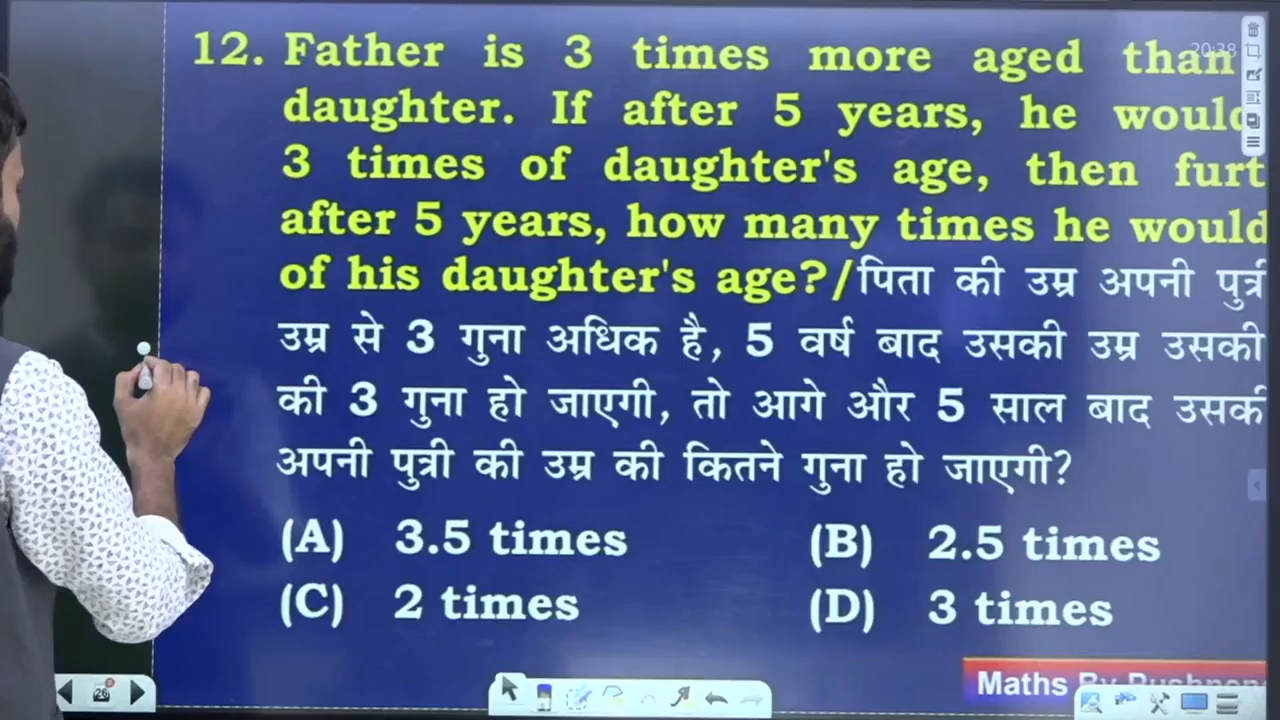 12. Father is 3 times more aged than
daughter. If after 5 years, he would
3 times of daughter's age, then furt
after 5 years, how many times he would
of his daughter's age?/पिता की उम्र अपनी पुत्री
उम्र से 3 गुना अधिक है, 5 वर्ष बाद उसकी उम्र उसकी
की 3 गुना हो जाएगी, तो आगे और 5 साल बाद उसकी
अपनी पुत्री की उम्र की कितने गुना हो जाएगी?
(A) 3.5 times (B) 2.5 times
(C) 2 times (D) 3 times
20:38
Maths By
26